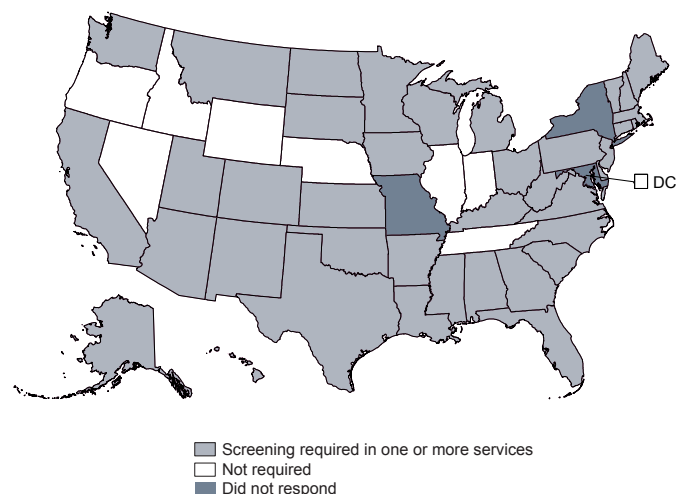 DC
Screening required in one or more services
Not required
Did not respond